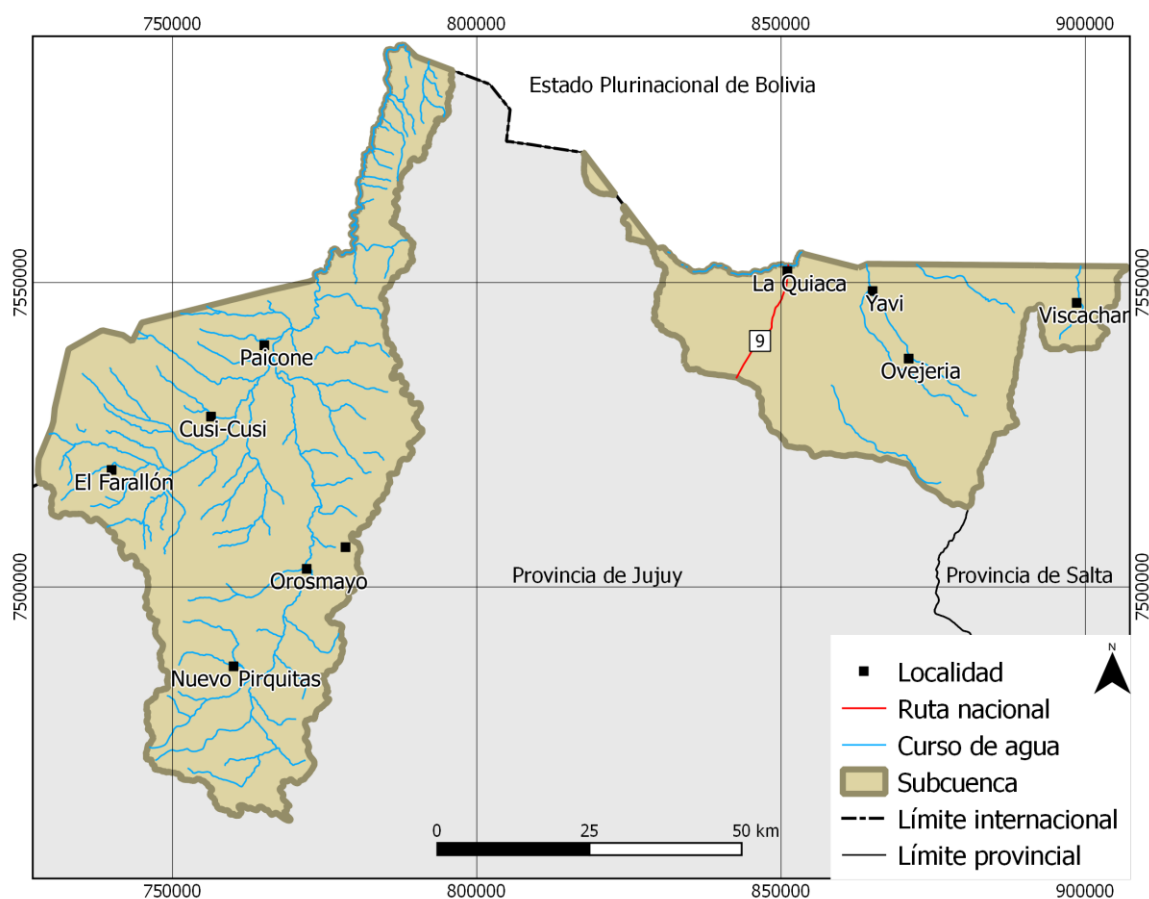 750000
800000
850000
900000
Estado Plurinacional de Bolivia
7550000
7550000
La Quiaca
Yavi
Viscachar
9
Paicone
Ovejeria
Cusi-Cusi
El Farallón
Orosmayo
Provincia de Jujuy
Provincia de Salta
7500000
7500000
Nuevo Pirquitas
N
Localidad
Ruta nacional
Curso de agua
Subcuenca
Límite internacional
Límite provincial
0
25
50 km
750000
800000
850000
900000